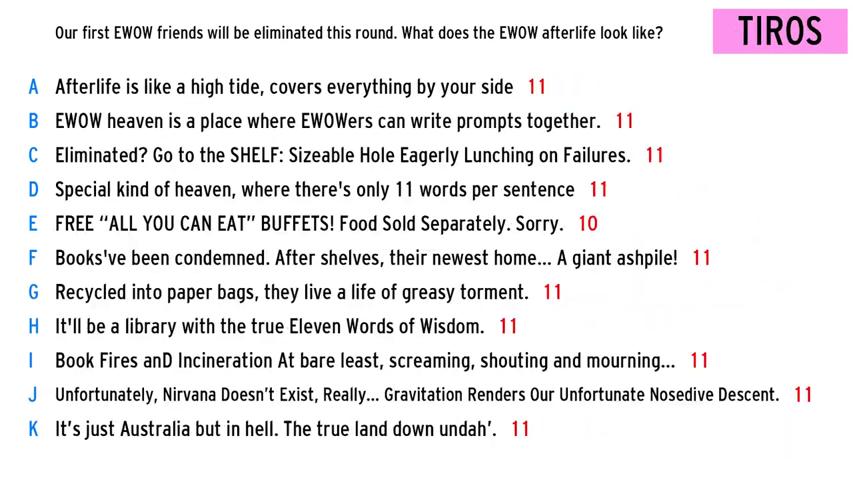 Our first EWOW friends will be eliminated this round. What does the EWOW afterlife look like?
TIROS
A Afterlife is like a high tide, covers everything by your side 11
B EWOW heaven is a place where EWOWers can write prompts together. 11
C Eliminated? Go to the SHELF: Sizeable Hole Eagerly Lunching on Failures. 11
D Special kind of heaven, where there's only 11 words per sentence 11
E FREE “ALL YOU CAN EAT” BUFFETS! Food Sold Separately. Sorry. 10
F Books've been condemned. After shelves, their newest home... A giant ashpile! 11
G Recycled into paper bags, they live a life of greasy torment. 11
H It'll be a library with the true Eleven Words of Wisdom. 11
I Book Fires anD Incineration At bare least, screaming, shouting and mourning... 11
J Unfortunately, Nirvana Doesn't Exist, Really... Gravitation Renders Our Unfortunate Nosedive Descent. 11
K It’s just Australia but in hell. The true land down undah’. 11